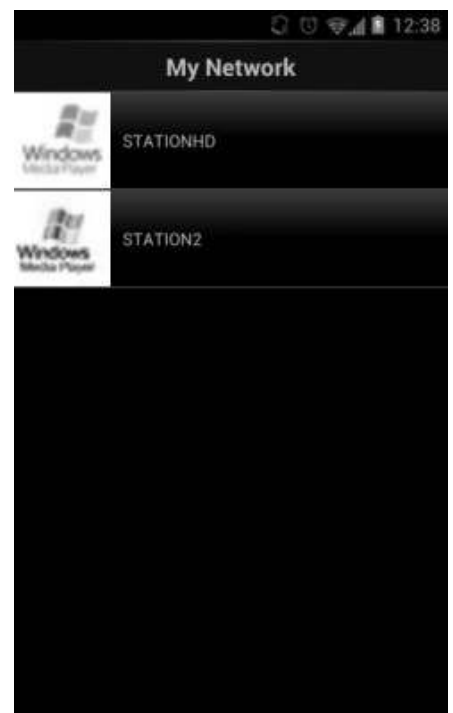 12:38
My Network
Windows
Media Player
STATIONHD
Windows
Media Player
STATION2